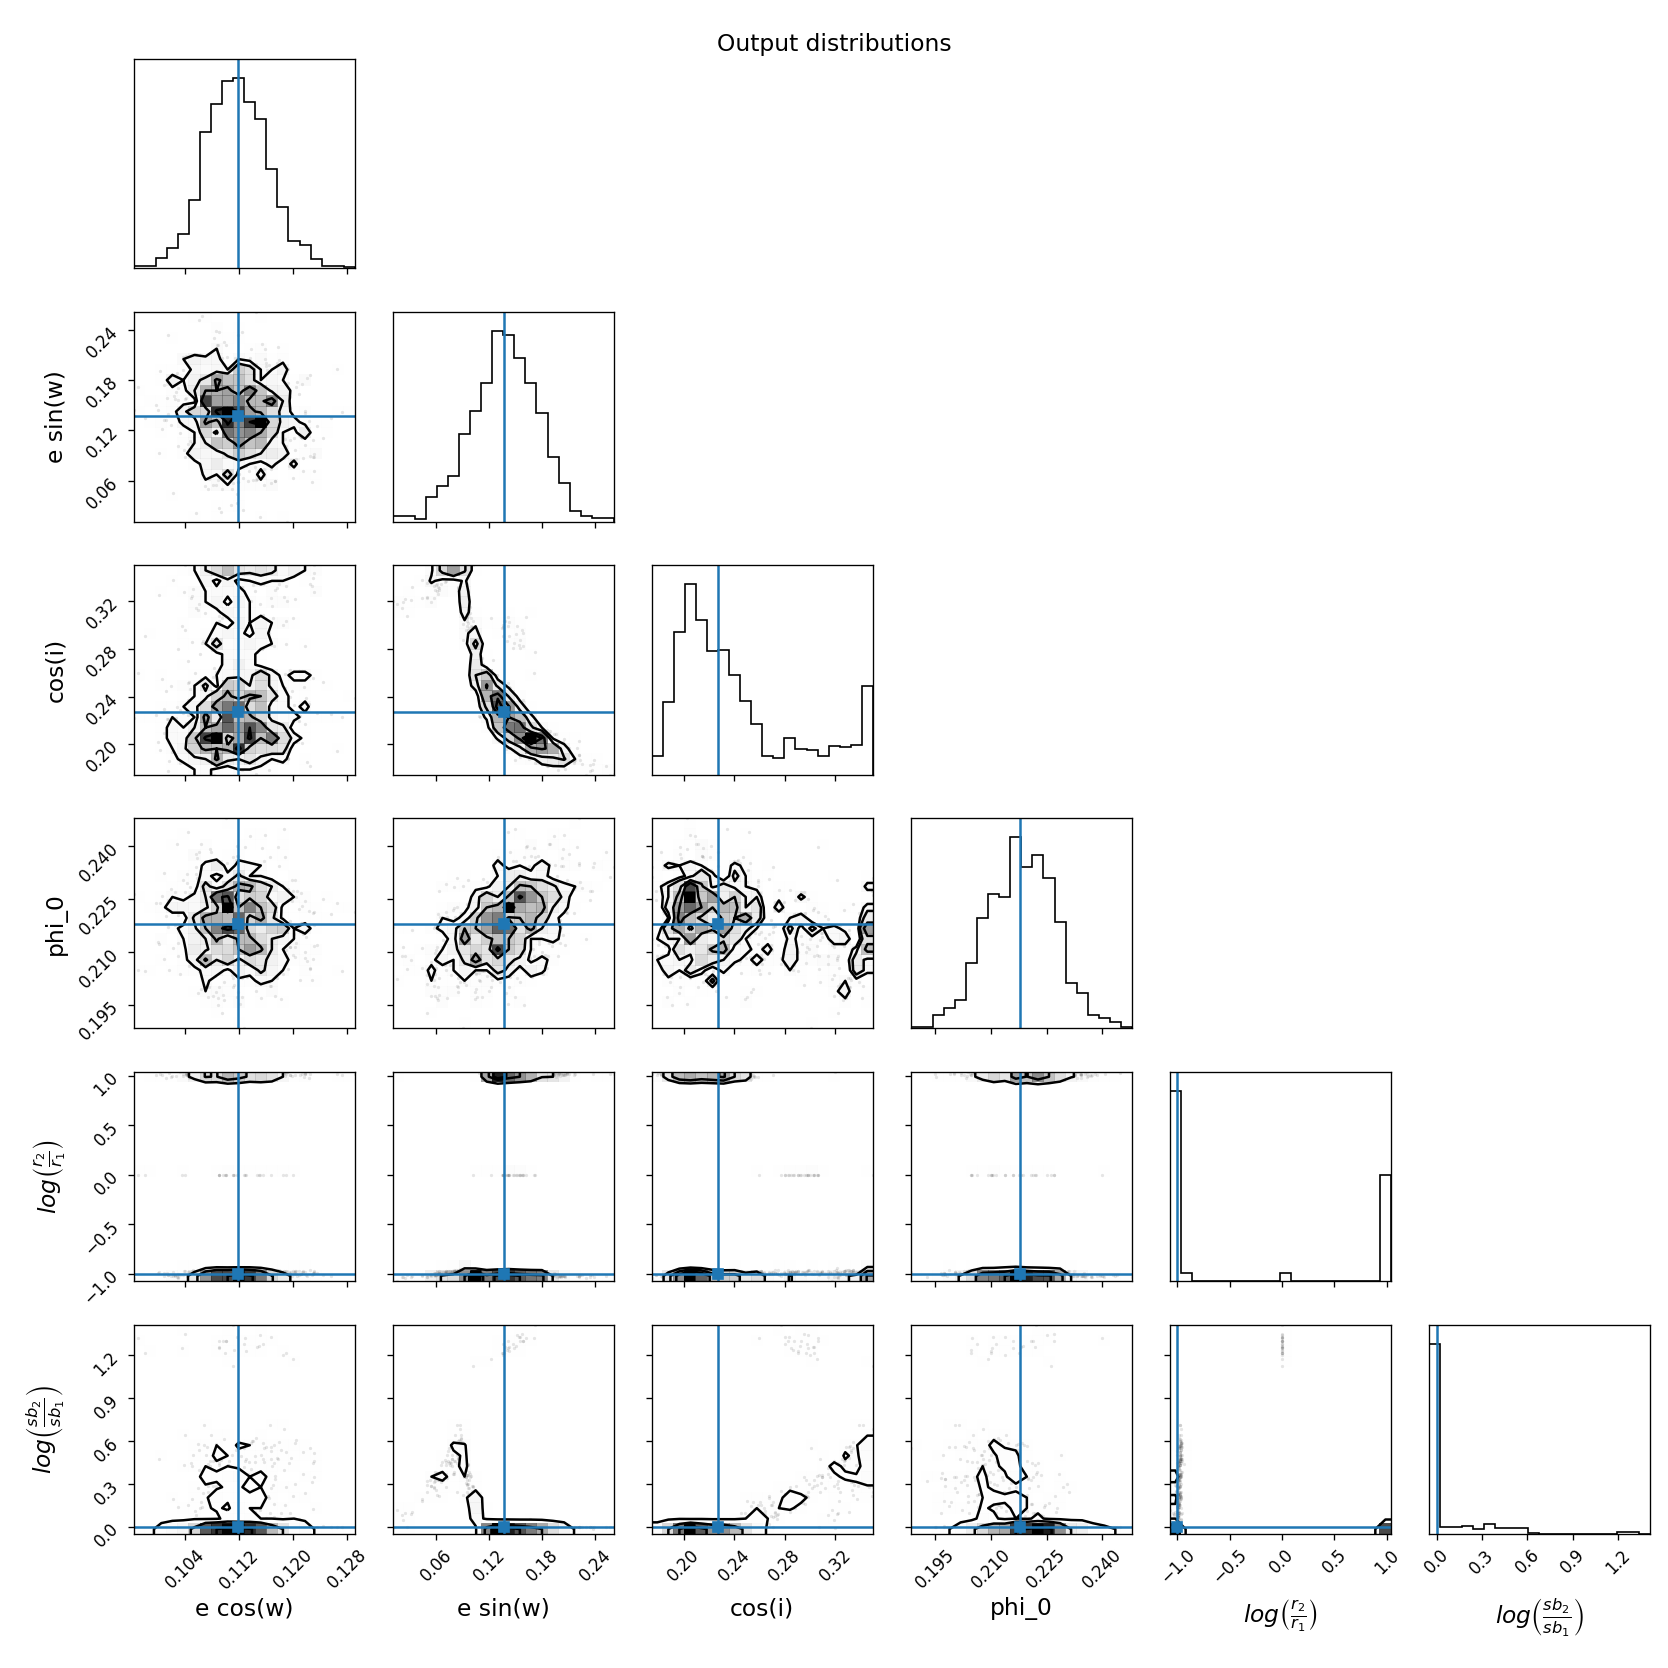 Output distributions
e sin(w)
0.24
0.18
0.12
0.06
cos(i)
0.32
0.28
0.24
0.20
phi_0
0.240
0.225
0.210
0.195
log(r₂/r₁)
1.0
0.5
0.0
−0.5
−1.0
log(sb₂/sb₁)
1.2
0.9
0.6
0.3
0.0
0.104 0.112 0.120 0.128 0.06 0.12 0.18 0.24 0.20 0.24 0.28 0.32 0.195 0.210 0.225 0.240 −1.0 −0.5 0.0 0.5 1.0 0.0 0.3 0.6 0.9 1.2
e cos(w) e sin(w) cos(i) phi_0 log(r₂/r₁) log(sb₂/sb₁)